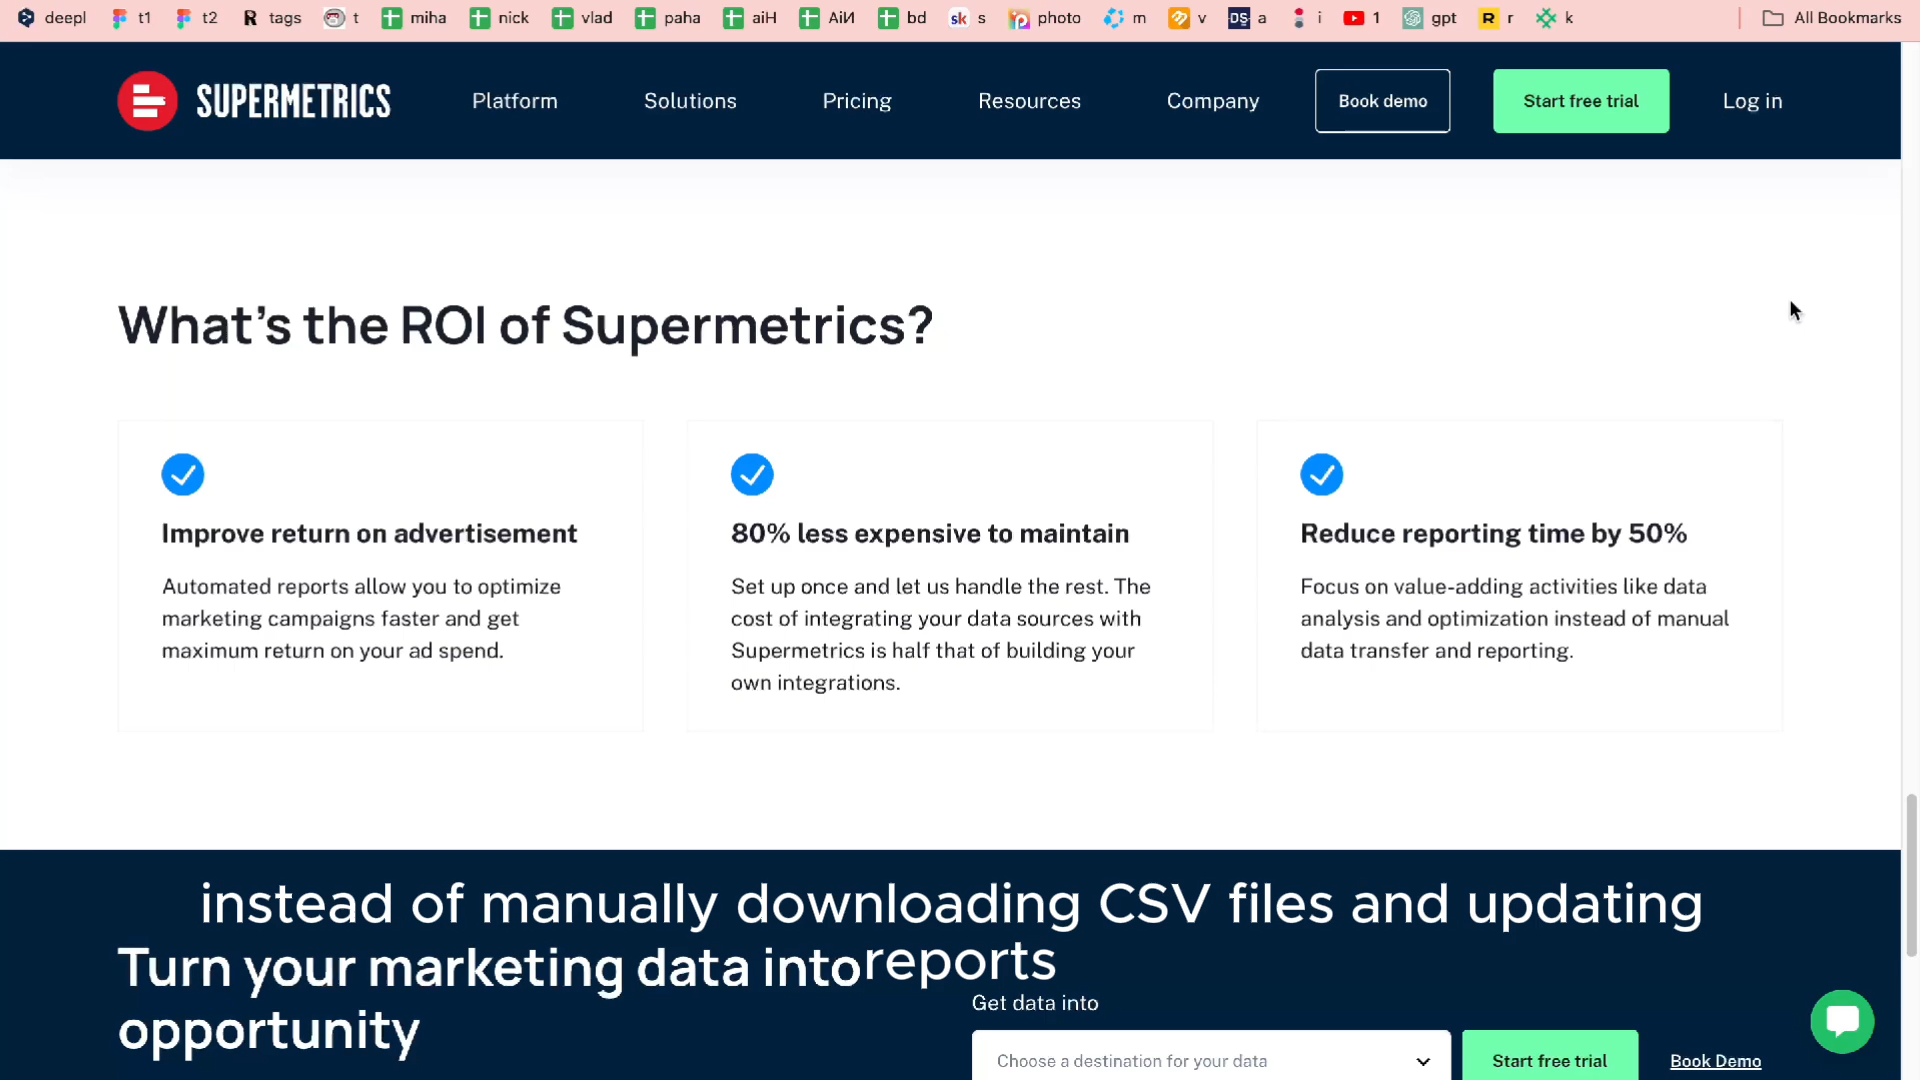 deepl t1 t2 tags t miha nick vlad paha aiH AiИ bd s photo m v a i 1 gpt r k All Bookmarks
SUPERMETRICS Platform Solutions Pricing Resources Company Book demo Start free trial Log in
What's the ROI of Supermetrics?
Improve return on advertisement
Automated reports allow you to optimize
marketing campaigns faster and get
maximum return on your ad spend.
80% less expensive to maintain
Set up once and let us handle the rest. The
cost of integrating your data sources with
Supermetrics is half that of building your
own integrations.
Reduce reporting time by 50%
Focus on value-adding activities like data
analysis and optimization instead of manual
data transfer and reporting.
instead of manually downloading CSV files and updating
reports
Turn your marketing data into
opportunity
Get data into
Choose a destination for your data Start free trial Book Demo